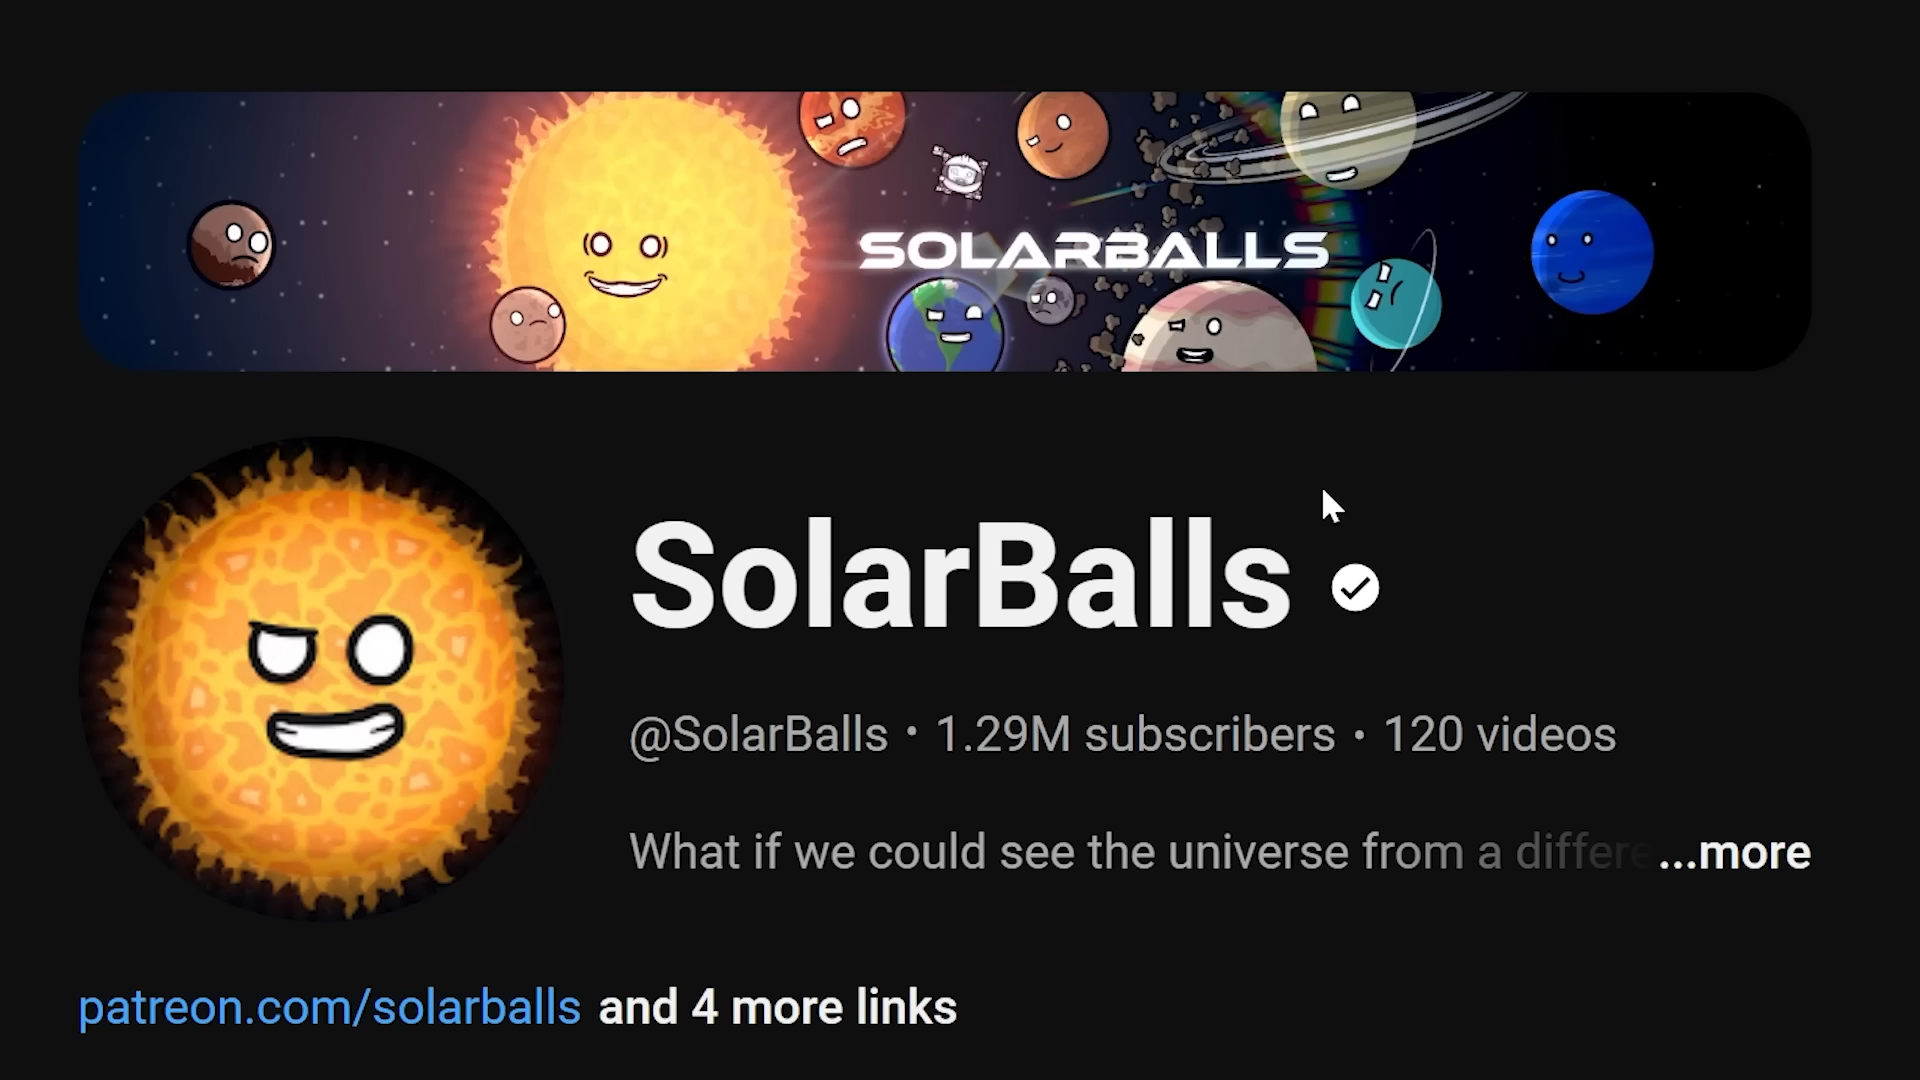 SOLARBALLS
SolarBalls
@SolarBalls • 1.29M subscribers • 120 videos
What if we could see the universe from a differe ...more
patreon.com/solarballs and 4 more links